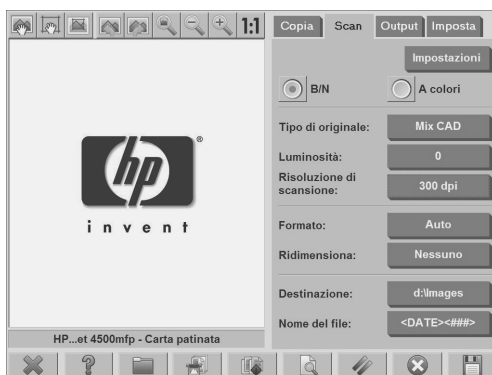 1:1
Copia Scan Output Imposta
Impostazioni
B/N A colori
Tipo di originale: Mix CAD
Luminosità: 0
Risoluzione di
scansione: 300 dpi
Formato: Auto
Ridimensiona: Nessuno
Destinazione: d:\Images
Nome del file: <DATE><###>
hp ®
invent
HP...et 4500mfp - Carta patinata
?